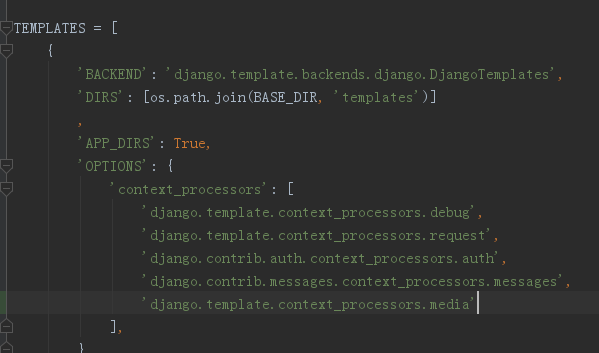 TEMPLATES = [
{
'BACKEND': 'django.template.backends.django.DjangoTemplates',
'DIRS': [os.path.join(BASE_DIR, 'templates')]
,
'APP_DIRS': True,
'OPTIONS': {
'context_processors': [
'django.template.context_processors.debug',
'django.template.context_processors.request',
'django.contrib.auth.context_processors.auth',
'django.contrib.messages.context_processors.messages',
'django.template.context_processors.media'
],
}